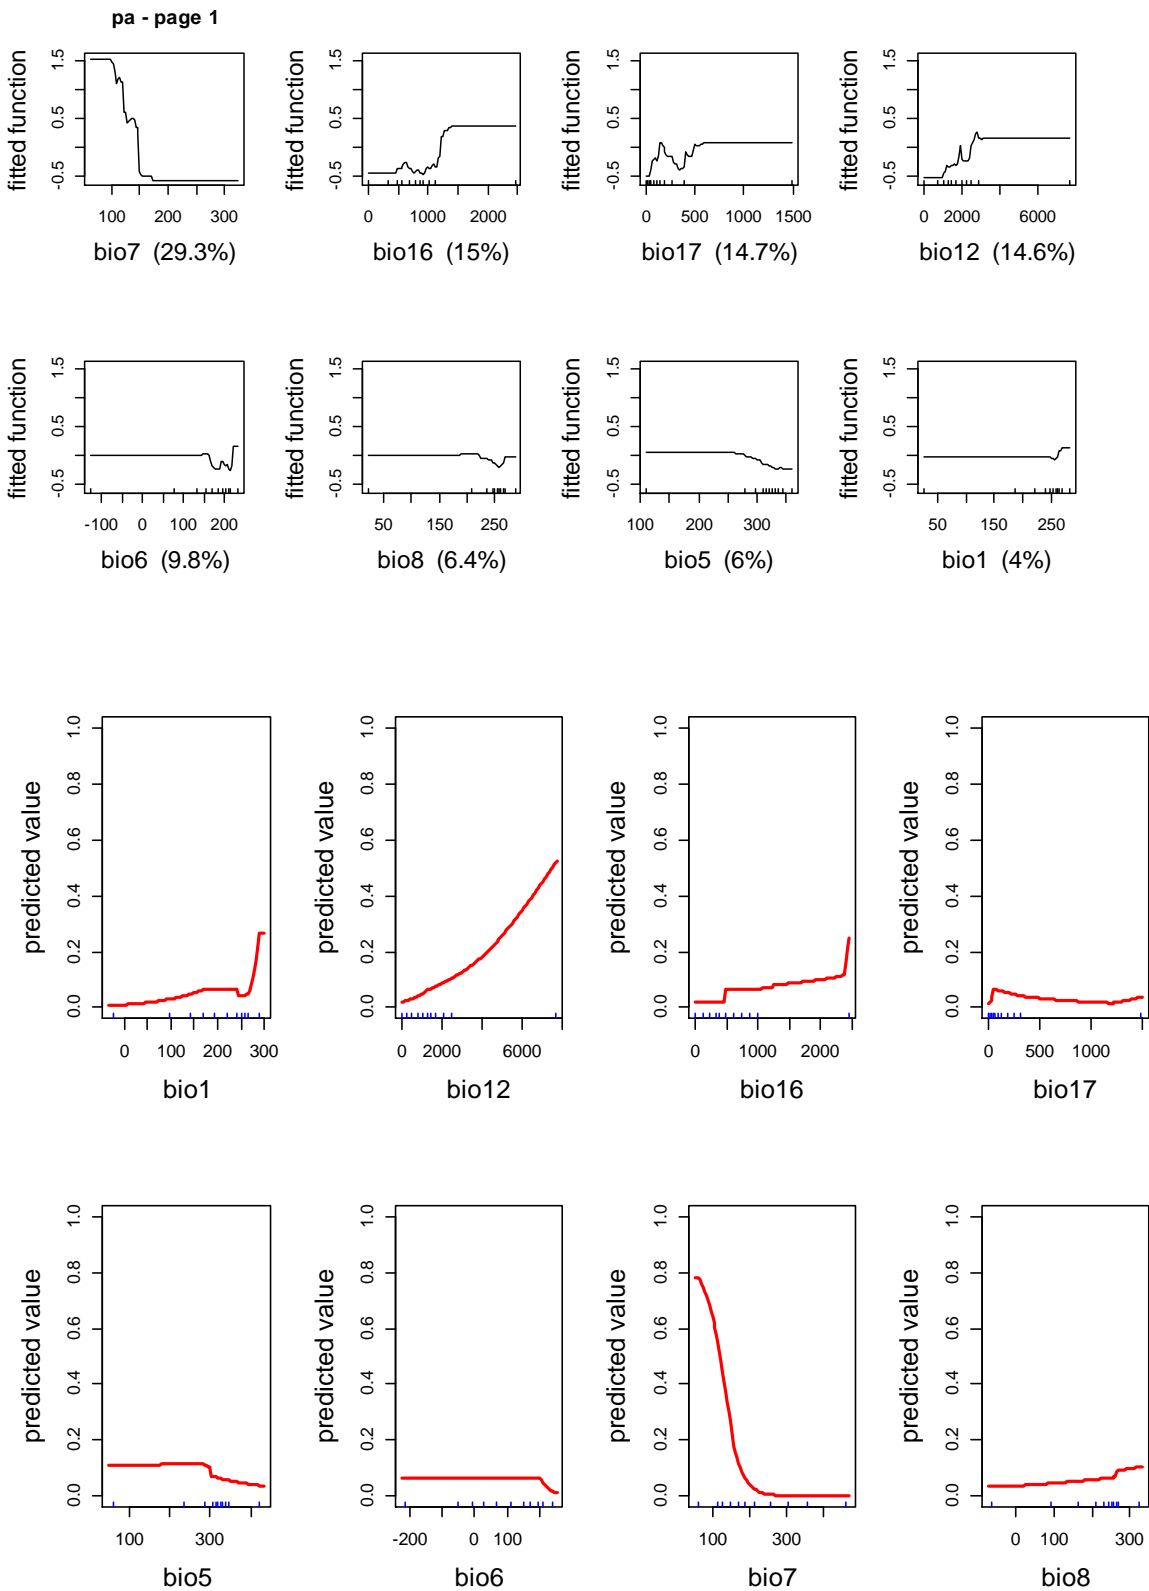 pa - page 1
fitted function fitted function fitted function fitted function
-0.5 0.5 1.5 -0.5 0.5 1.5 -0.5 0.5 1.5 -0.5 0.5 1.5
100 200 300 0 1000 2000 0 500 1000 1500 0 2000 6000
bio7 (29.3%) bio16 (15%) bio17 (14.7%) bio12 (14.6%)
fitted function fitted function fitted function fitted function
-0.5 0.5 1.5 -0.5 0.5 1.5 -0.5 0.5 1.5 -0.5 0.5 1.5
-100 0 100 200 50 150 250 100 200 300 50 150 250
bio6 (9.8%) bio8 (6.4%) bio5 (6%) bio1 (4%)
predicted value predicted value predicted value predicted value
0.0 0.2 0.4 0.6 0.8 1.0 0.0 0.2 0.4 0.6 0.8 1.0 0.0 0.2 0.4 0.6 0.8 1.0 0.0 0.2 0.4 0.6 0.8 1.0
0 100 200 300 0 2000 6000 0 1000 2000 0 500 1000
bio1 bio12 bio16 bio17
predicted value predicted value predicted value predicted value
0.0 0.2 0.4 0.6 0.8 1.0 0.0 0.2 0.4 0.6 0.8 1.0 0.0 0.2 0.4 0.6 0.8 1.0 0.0 0.2 0.4 0.6 0.8 1.0
100 300 -200 0 100 100 300 0 100 300
bio5 bio6 bio7 bio8